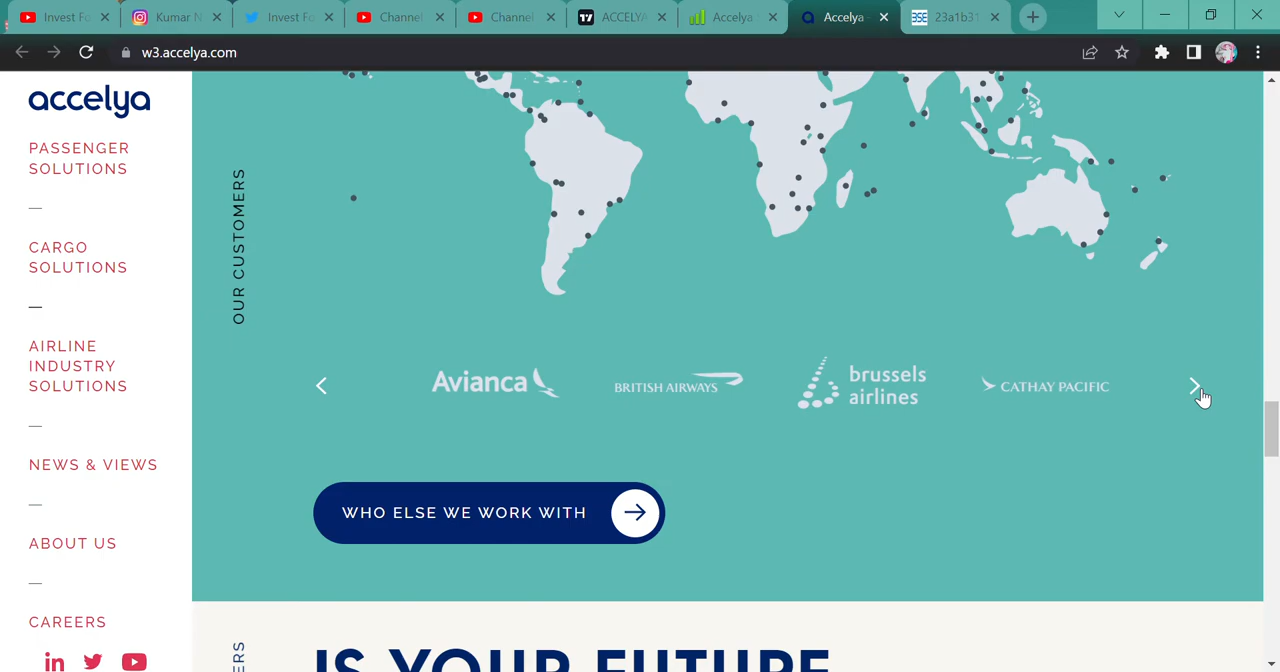 Invest Fo
Kumar N
Invest Fo
Channel
Channel
ACCELYA
Accelya
Accelya
23a1b31
w3.accelya.com
accelya
PASSENGER
SOLUTIONS
—
CARGO
SOLUTIONS
—
AIRLINE
INDUSTRY
SOLUTIONS
—
NEWS & VIEWS
—
ABOUT US
—
CAREERS
in
OUR CUSTOMERS
Avianca
BRITISH AIRWAYS
brussels
airlines
CATHAY PACIFIC
WHO ELSE WE WORK WITH
IS YOUR FUTURE